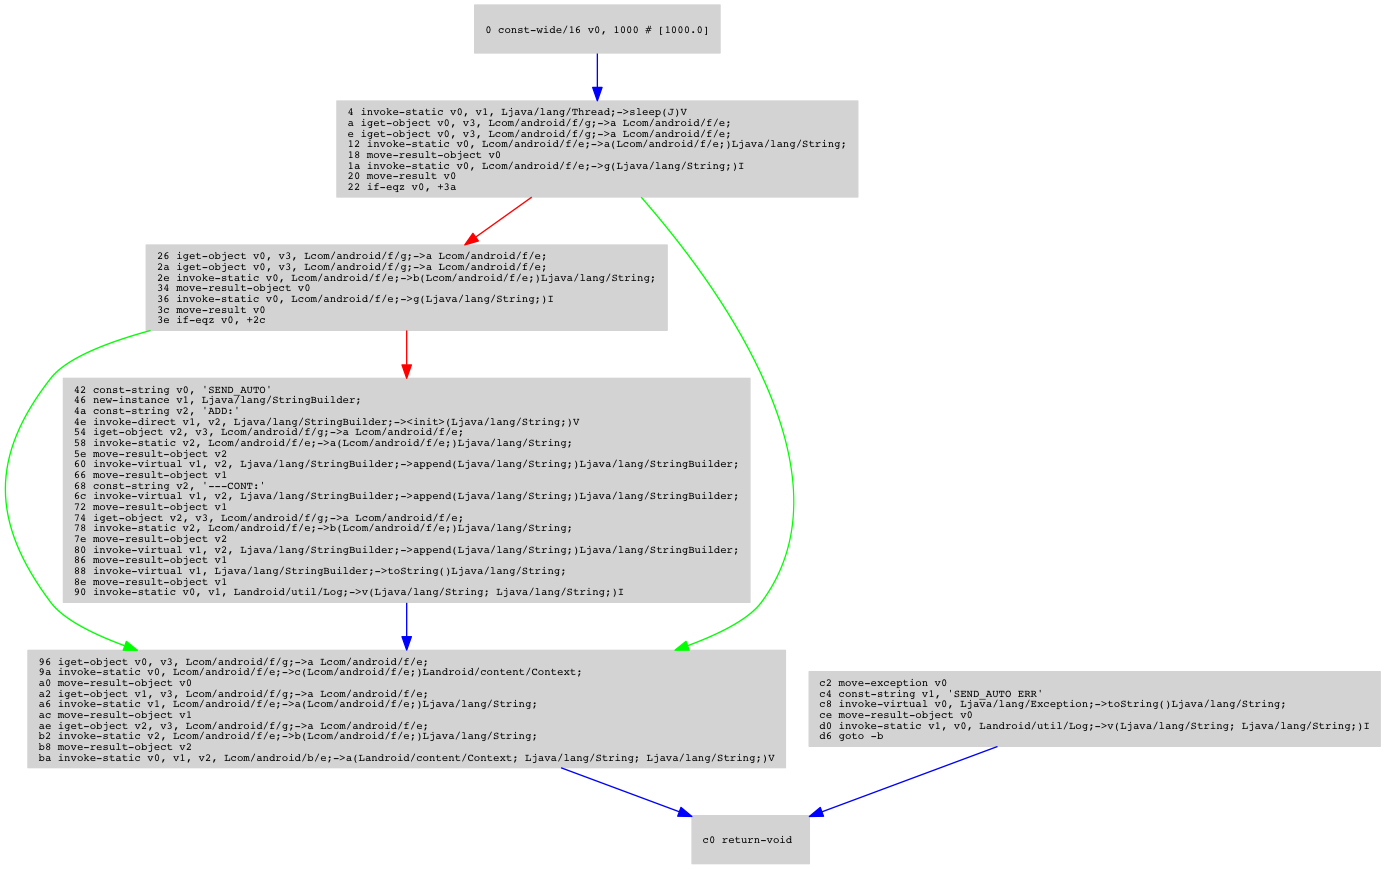 0 const-wide/16 v0, 1000 # [1000.0]
4 invoke-static v0, v1, Ljava/lang/Thread;->sleep(J)V
a iget-object v0, v3, Lcom/android/f/g;->a Lcom/android/f/e;
e iget-object v0, v3, Lcom/android/f/g;->a Lcom/android/f/e;
12 invoke-static v0, Lcom/android/f/e;->a(Lcom/android/f/e;)Ljava/lang/String;
18 move-result-object v0
1a invoke-static v0, Lcom/android/f/e;->g(Ljava/lang/String;)I
20 move-result v0
22 if-eqz v0, +3a
26 iget-object v0, v3, Lcom/android/f/g;->a Lcom/android/f/e;
2a iget-object v0, v3, Lcom/android/f/g;->a Lcom/android/f/e;
2e invoke-static v0, Lcom/android/f/e;->b(Lcom/android/f/e;)Ljava/lang/String;
34 move-result-object v0
36 invoke-static v0, Lcom/android/f/e;->g(Ljava/lang/String;)I
3c move-result v0
3e if-eqz v0, +2c
42 const-string v0, 'SEND_AUTO'
46 new-instance v1, Ljava/lang/StringBuilder;
4a const-string v2, 'ADD:'
4e invoke-direct v1, v2, Ljava/lang/StringBuilder;-><init>(Ljava/lang/String;)V
54 iget-object v2, v3, Lcom/android/f/g;->a Lcom/android/f/e;
58 invoke-static v2, Lcom/android/f/e;->a(Lcom/android/f/e;)Ljava/lang/String;
5e move-result-object v2
60 invoke-virtual v1, v2, Ljava/lang/StringBuilder;->append(Ljava/lang/String;)Ljava/lang/StringBuilder;
66 move-result-object v1
68 const-string v2, '---CONT:'
6c invoke-virtual v1, v2, Ljava/lang/StringBuilder;->append(Ljava/lang/String;)Ljava/lang/StringBuilder;
72 move-result-object v1
74 iget-object v2, v3, Lcom/android/f/g;->a Lcom/android/f/e;
78 invoke-static v2, Lcom/android/f/e;->b(Lcom/android/f/e;)Ljava/lang/String;
7e move-result-object v2
80 invoke-virtual v1, v2, Ljava/lang/StringBuilder;->append(Ljava/lang/String;)Ljava/lang/StringBuilder;
86 move-result-object v1
88 invoke-virtual v1, Ljava/lang/StringBuilder;->toString()Ljava/lang/String;
8e move-result-object v1
90 invoke-static v0, v1, Landroid/util/Log;->v(Ljava/lang/String; Ljava/lang/String;)I
96 iget-object v0, v3, Lcom/android/f/g;->a Lcom/android/f/e;
9a invoke-static v0, Lcom/android/f/e;->c(Lcom/android/f/e;)Landroid/content/Context;
a0 move-result-object v0
a2 iget-object v1, v3, Lcom/android/f/g;->a Lcom/android/f/e;
a6 invoke-static v1, Lcom/android/f/e;->a(Lcom/android/f/e;)Ljava/lang/String;
ac move-result-object v1
ae iget-object v2, v3, Lcom/android/f/g;->a Lcom/android/f/e;
b2 invoke-static v2, Lcom/android/f/e;->b(Lcom/android/f/e;)Ljava/lang/String;
b8 move-result-object v2
ba invoke-static v0, v1, v2, Lcom/android/b/e;->a(Landroid/content/Context; Ljava/lang/String; Ljava/lang/String;)V
c2 move-exception v0
c4 const-string v1, 'SEND_AUTO ERR'
c8 invoke-virtual v0, Ljava/lang/Exception;->toString()Ljava/lang/String;
ce move-result-object v0
d0 invoke-static v1, v0, Landroid/util/Log;->v(Ljava/lang/String; Ljava/lang/String;)I
d6 goto -b
c0 return-void